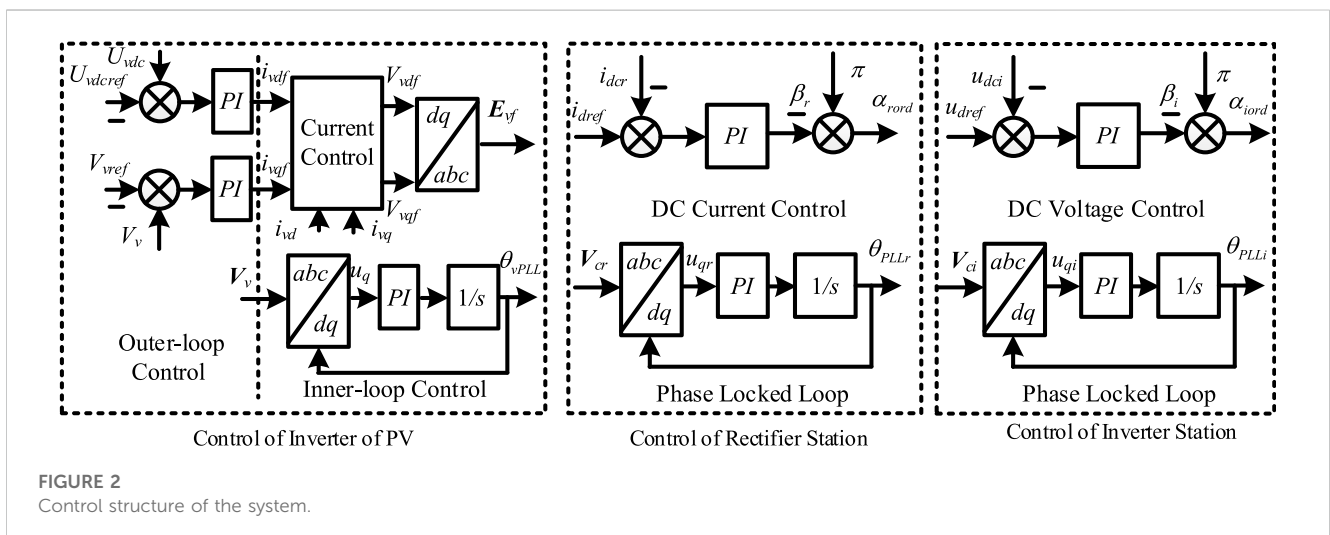 U_vdc
U_vdcref
−
PI
i_vdf
V_vref
−
V_v
PI
i_vqf
Current
Control
i_vd
i_vq
V_vdf
V_vqf
dq
abc
E_vf
V_v
abc
dq
u_q
PI
1/s
θ_vPLL
Outer-loop
Control
Inner-loop Control
Control of Inverter of PV
i_dcr
−
i_dref
PI
β_r
−
π
α_rord
DC Current Control
V_cr
abc
dq
u_qr
PI
1/s
θ_PLLr
Phase Locked Loop
Control of Rectifier Station
u_dci
−
u_dref
PI
β_i
−
π
α_iord
DC Voltage Control
V_ci
abc
dq
u_qi
PI
1/s
θ_PLLi
Phase Locked Loop
Control of Inverter Station
FIGURE 2
Control structure of the system.